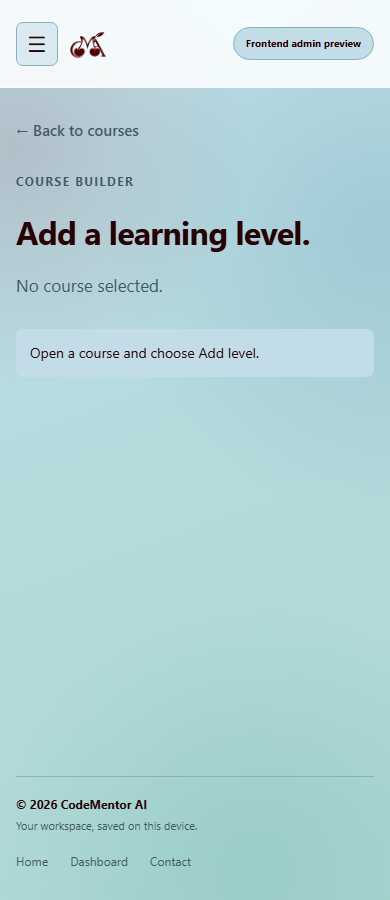 ☰
Frontend admin preview
← Back to courses
COURSE BUILDER
Add a learning level.
No course selected.
Open a course and choose Add level.
© 2026 CodeMentor AI
Your workspace, saved on this device.
Home Dashboard Contact